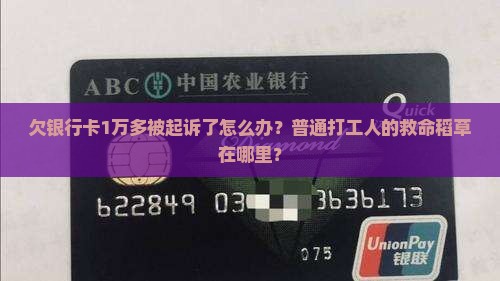 ABC 中国农业银行
Quick
欠银行卡1万多被起诉了怎么办？普通打工人的救命稻草
在哪里？
Diamond
622849 03 3636173
075
UnionPay
银联